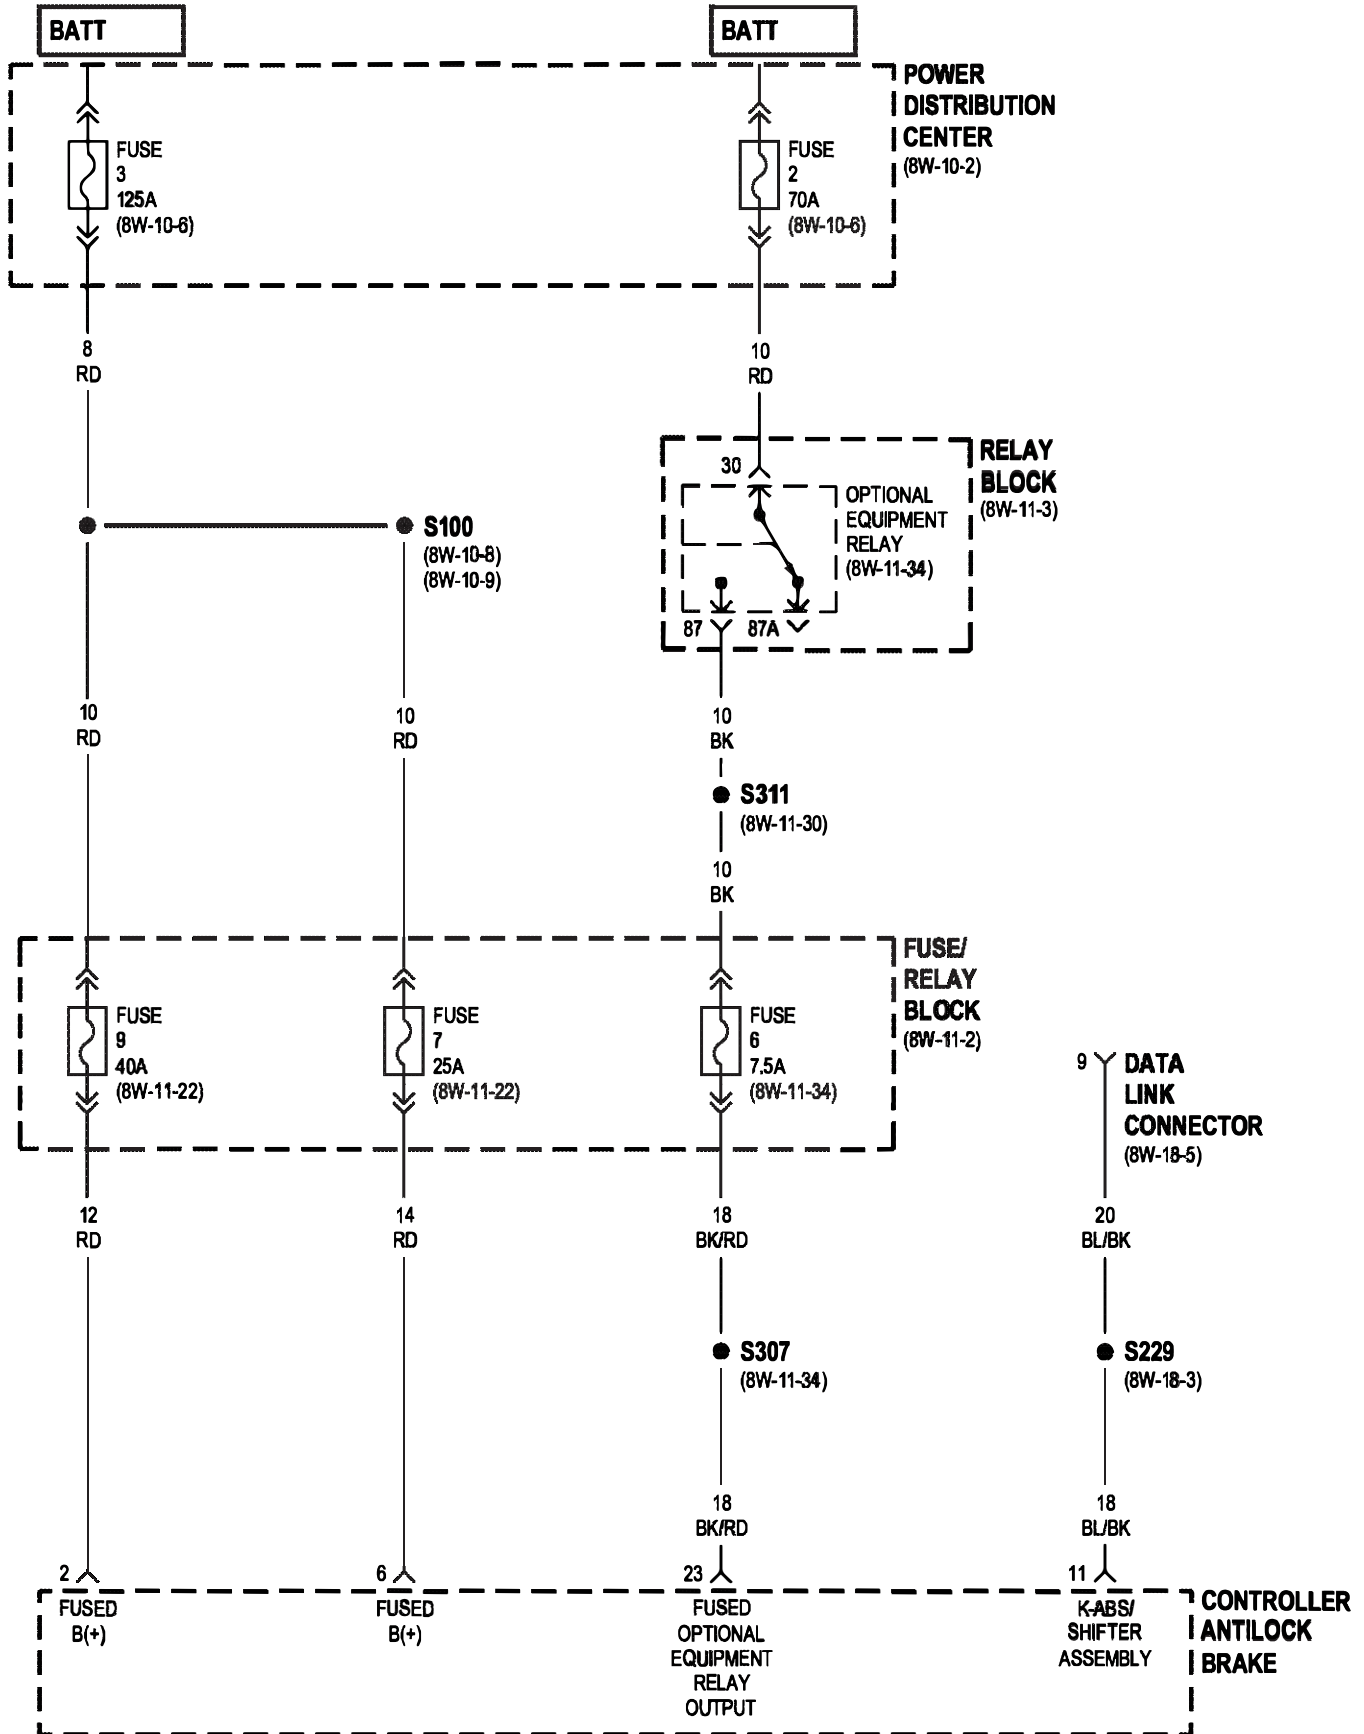 BATT
BATT
POWER
DISTRIBUTION
CENTER
(8W-10-2)
FUSE
3
125A
(8W-10-6)
FUSE
2
70A
(8W-10-6)
8
RD
10
RD
RELAY
BLOCK
(8W-11-3)
30
OPTIONAL
EQUIPMENT
RELAY
(8W-11-34)
87
87A
S100
(8W-10-8)
(8W-10-9)
10
RD
10
RD
10
BK
S311
(8W-11-30)
10
BK
FUSE/
RELAY
BLOCK
(8W-11-2)
FUSE
9
40A
(8W-11-22)
FUSE
7
25A
(8W-11-22)
FUSE
6
7.5A
(8W-11-34)
9
DATA
LINK
CONNECTOR
(8W-18-5)
12
RD
14
RD
18
BK/RD
20
BL/BK
S307
(8W-11-34)
S229
(8W-18-3)
18
BK/RD
18
BL/BK
2
6
23
11
FUSED
B(+)
FUSED
B(+)
FUSED
OPTIONAL
EQUIPMENT
RELAY
OUTPUT
K-ABS/
SHIFTER
ASSEMBLY
CONTROLLER
ANTILOCK
BRAKE